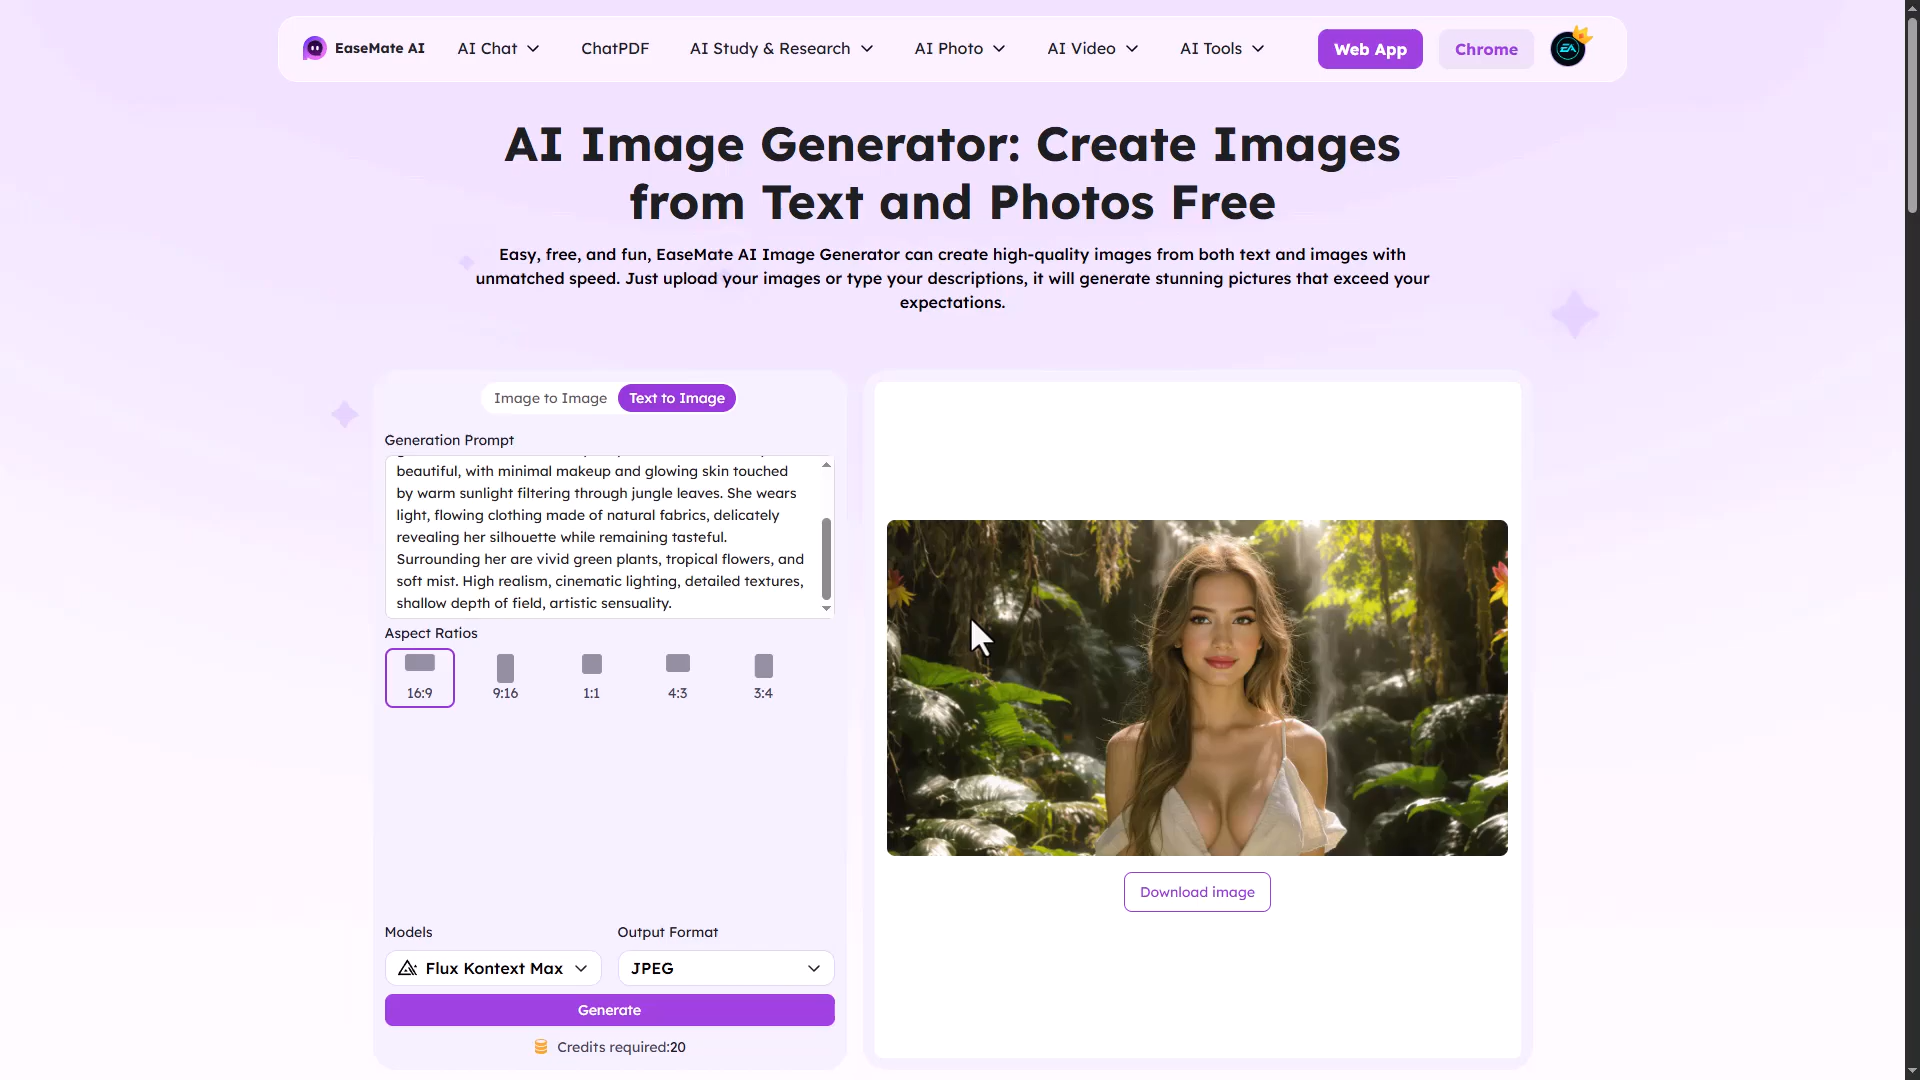 EaseMate AI
AI Chat
ChatPDF
AI Study & Research
AI Photo
AI Video
AI Tools
Web App
Chrome
EA
AI Image Generator: Create Images
from Text and Photos Free
Easy, free, and fun, EaseMate AI Image Generator can create high-quality images from both text and images with
unmatched speed. Just upload your images or type your descriptions, it will generate stunning pictures that exceed your
expectations.
Image to Image
Text to Image
Generation Prompt
beautiful, with minimal makeup and glowing skin touched
by warm sunlight filtering through jungle leaves. She wears
light, flowing clothing made of natural fabrics, delicately
revealing her silhouette while remaining tasteful.
Surrounding her are vivid green plants, tropical flowers, and
soft mist. High realism, cinematic lighting, detailed textures,
shallow depth of field, artistic sensuality.
Aspect Ratios
16:9
9:16
1:1
4:3
3:4
Download image
Models
Output Format
Flux Kontext Max
JPEG
Generate
Credits required:20